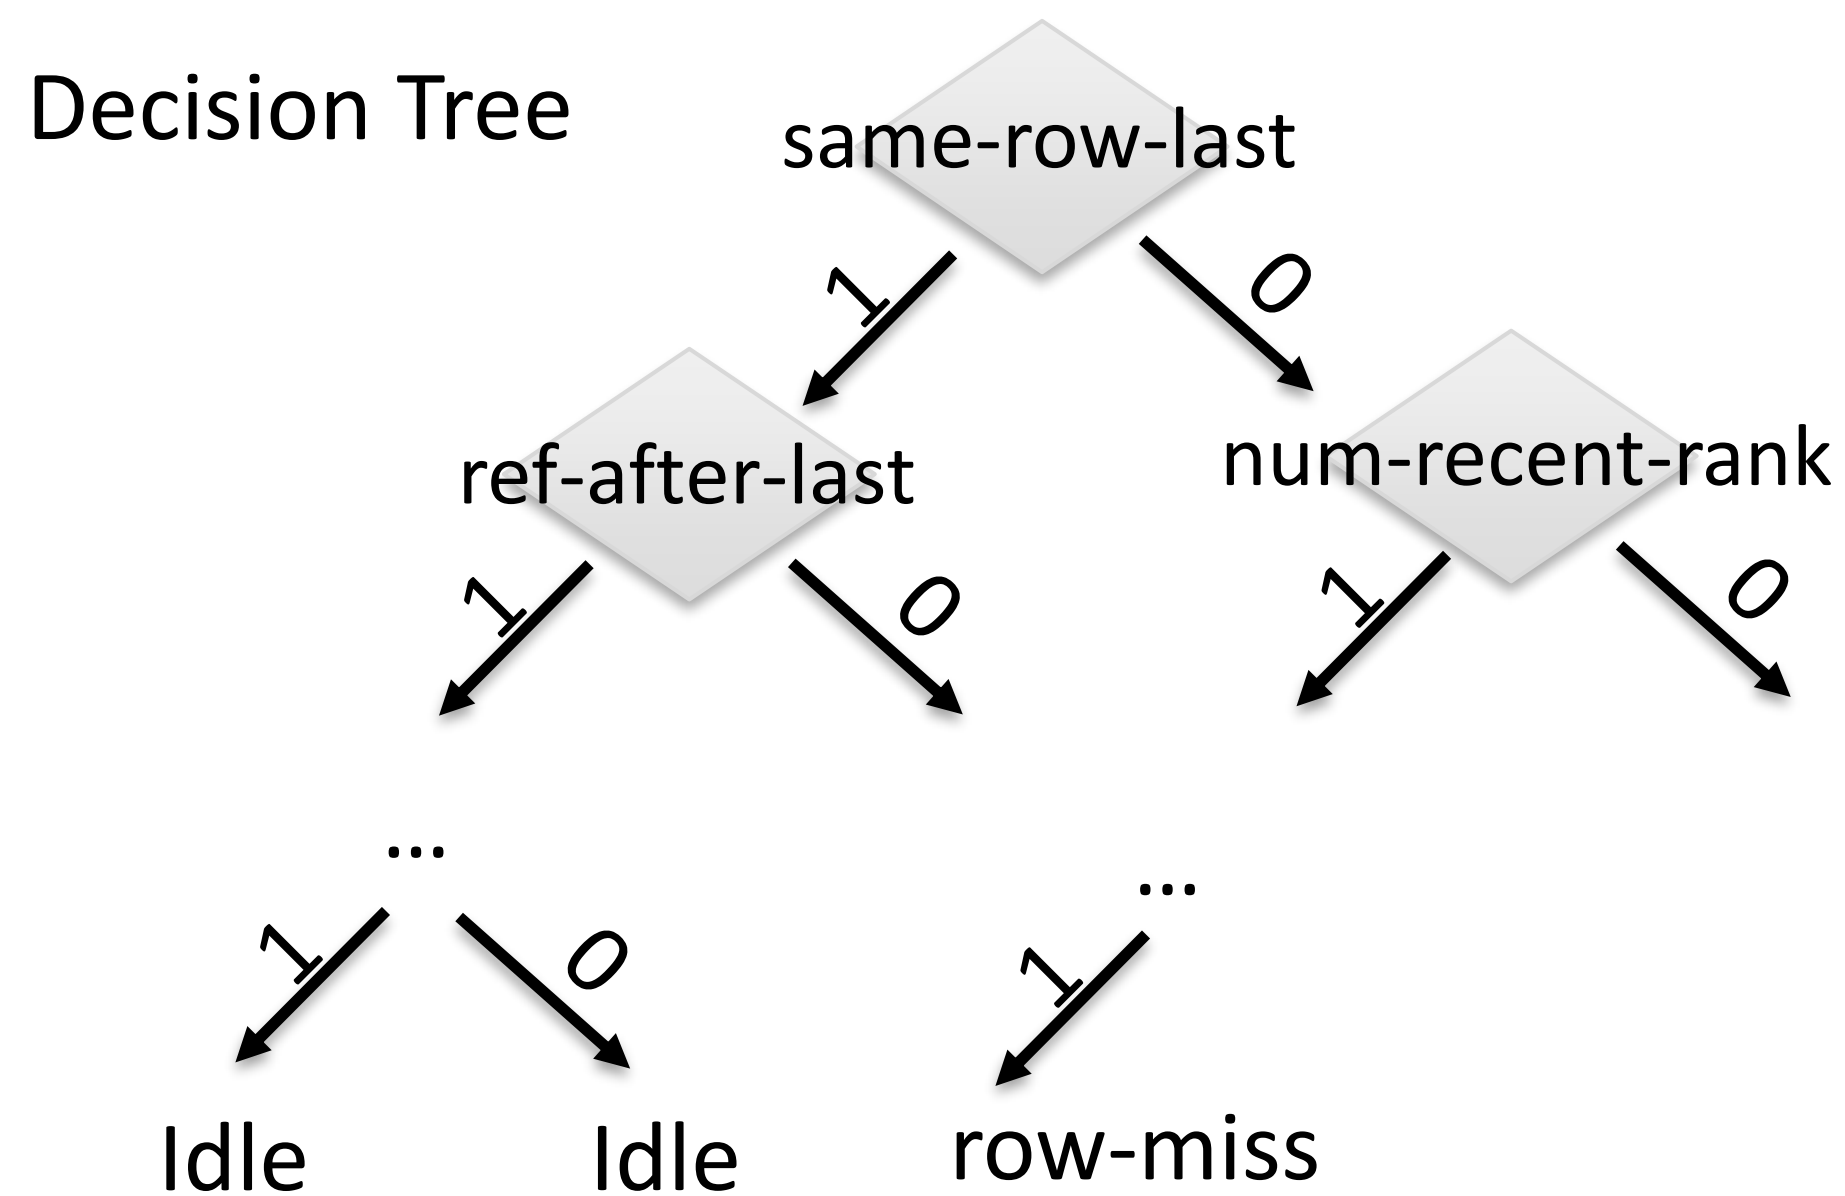 Decision Tree
same-row-last
1
0
ref-after-last
num-recent-rank
1
0
1
0
...
...
1
0
1
Idle
Idle
row-miss